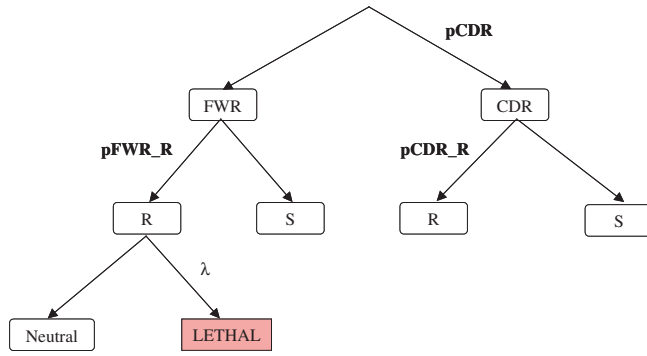 pCDR
FWR
CDR
pFWR_R
pCDR_R
R
S
R
S
λ
Neutral
LETHAL